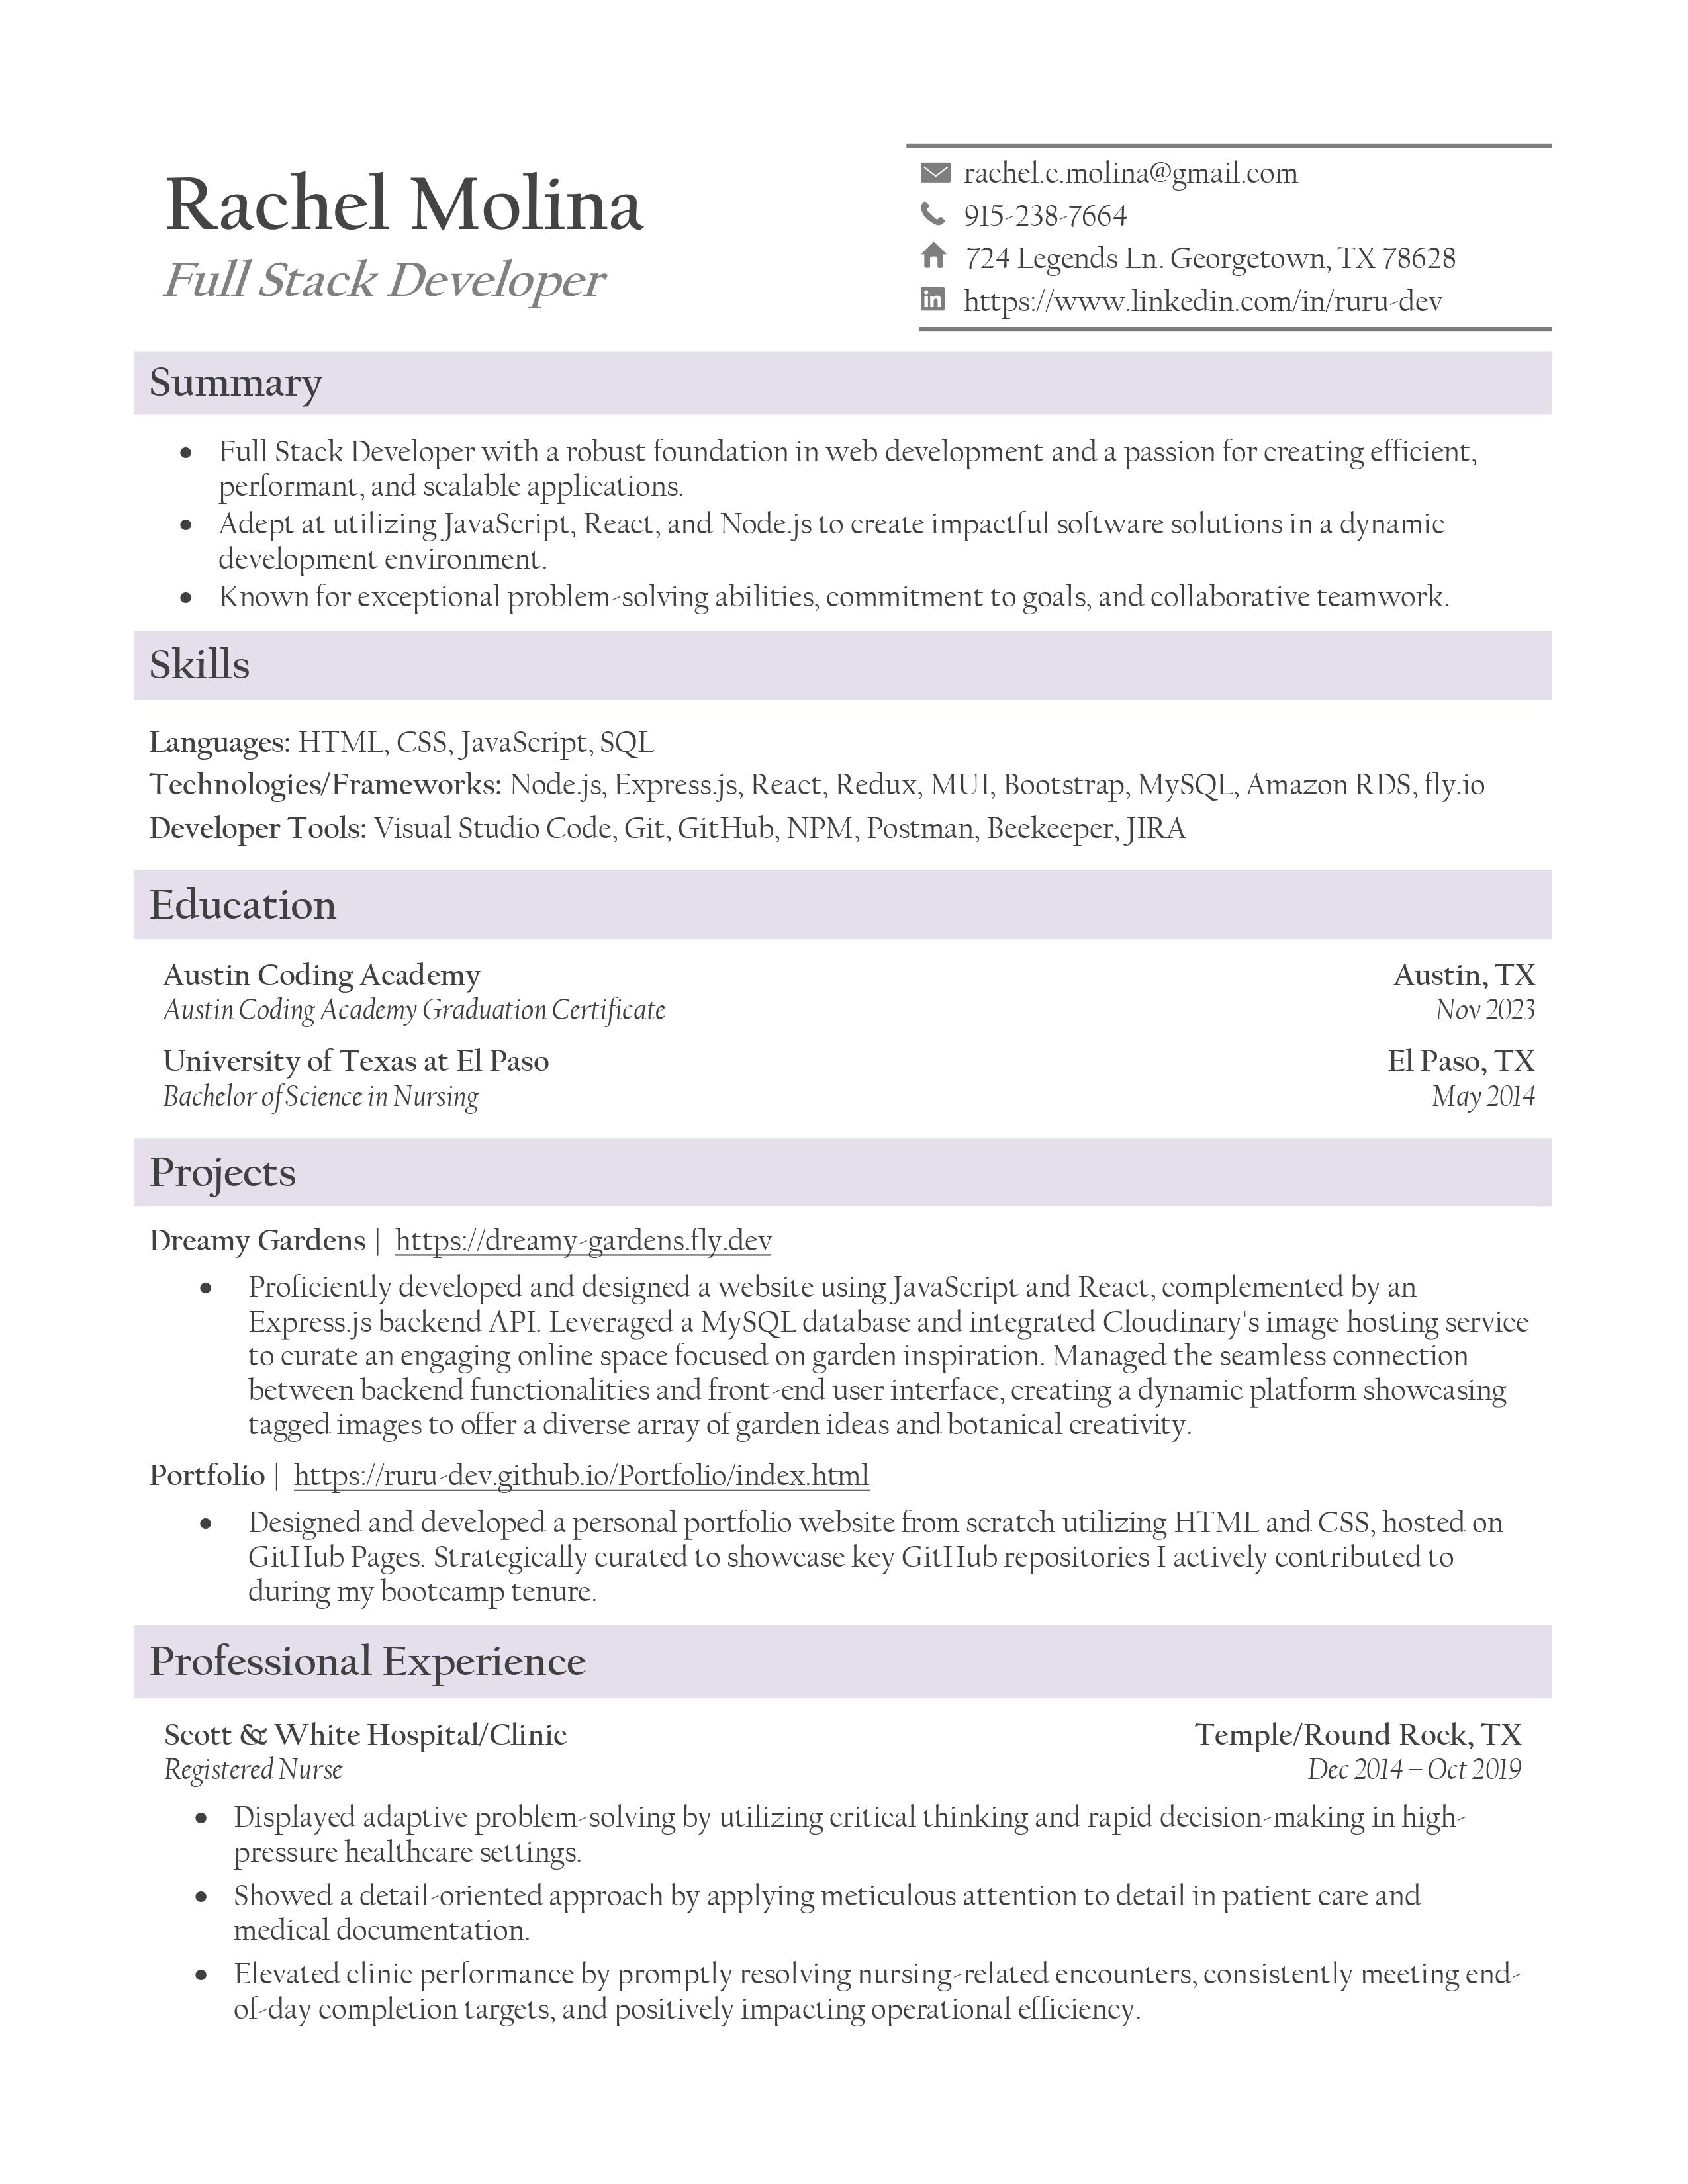 Rachel Molina
Full Stack Developer
rachel.c.molina@gmail.com
915-238-7664
724 Legends Ln. Georgetown, TX 78628
https://www.linkedin.com/in/ruru-dev
Summary
• Full Stack Developer with a robust foundation in web development and a passion for creating efficient,
performant, and scalable applications.
• Adept at utilizing JavaScript, React, and Node.js to create impactful software solutions in a dynamic
development environment.
• Known for exceptional problem-solving abilities, commitment to goals, and collaborative teamwork.
Skills
Languages: HTML, CSS, JavaScript, SQL
Technologies/Frameworks: Node.js, Express.js, React, Redux, MUI, Bootstrap, MySQL, Amazon RDS, fly.io
Developer Tools: Visual Studio Code, Git, GitHub, NPM, Postman, Beekeeper, JIRA
Education
Austin Coding Academy Austin, TX
Austin Coding Academy Graduation Certificate Nov 2023
University of Texas at El Paso El Paso, TX
Bachelor of Science in Nursing May 2014
Projects
Dreamy Gardens | https://dreamy-gardens.fly.dev
• Proficiently developed and designed a website using JavaScript and React, complemented by an
Express.js backend API. Leveraged a MySQL database and integrated Cloudinary's image hosting service
to curate an engaging online space focused on garden inspiration. Managed the seamless connection
between backend functionalities and front-end user interface, creating a dynamic platform showcasing
tagged images to offer a diverse array of garden ideas and botanical creativity.
Portfolio | https://ruru-dev.github.io/Portfolio/index.html
• Designed and developed a personal portfolio website from scratch utilizing HTML and CSS, hosted on
GitHub Pages. Strategically curated to showcase key GitHub repositories I actively contributed to
during my bootcamp tenure.
Professional Experience
Scott & White Hospital/Clinic Temple/Round Rock, TX
Registered Nurse Dec 2014 – Oct 2019
• Displayed adaptive problem-solving by utilizing critical thinking and rapid decision-making in high-
pressure healthcare settings.
• Showed a detail-oriented approach by applying meticulous attention to detail in patient care and
medical documentation.
• Elevated clinic performance by promptly resolving nursing-related encounters, consistently meeting end-
of-day completion targets, and positively impacting operational efficiency.